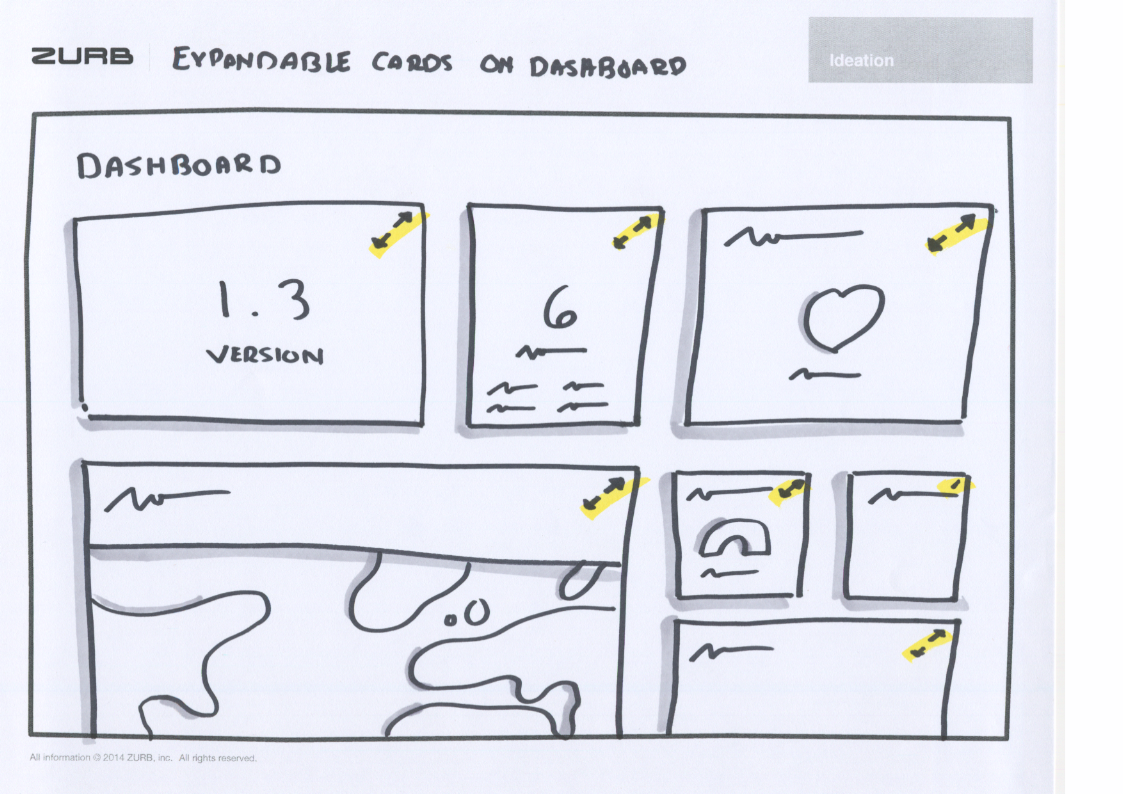 ZURB EXPANDABLE CARDS ON DASHBOARD
Ideation
DASHBOARD
1.3
VERSION
6
All information © 2014 ZURB, inc. All rights reserved.